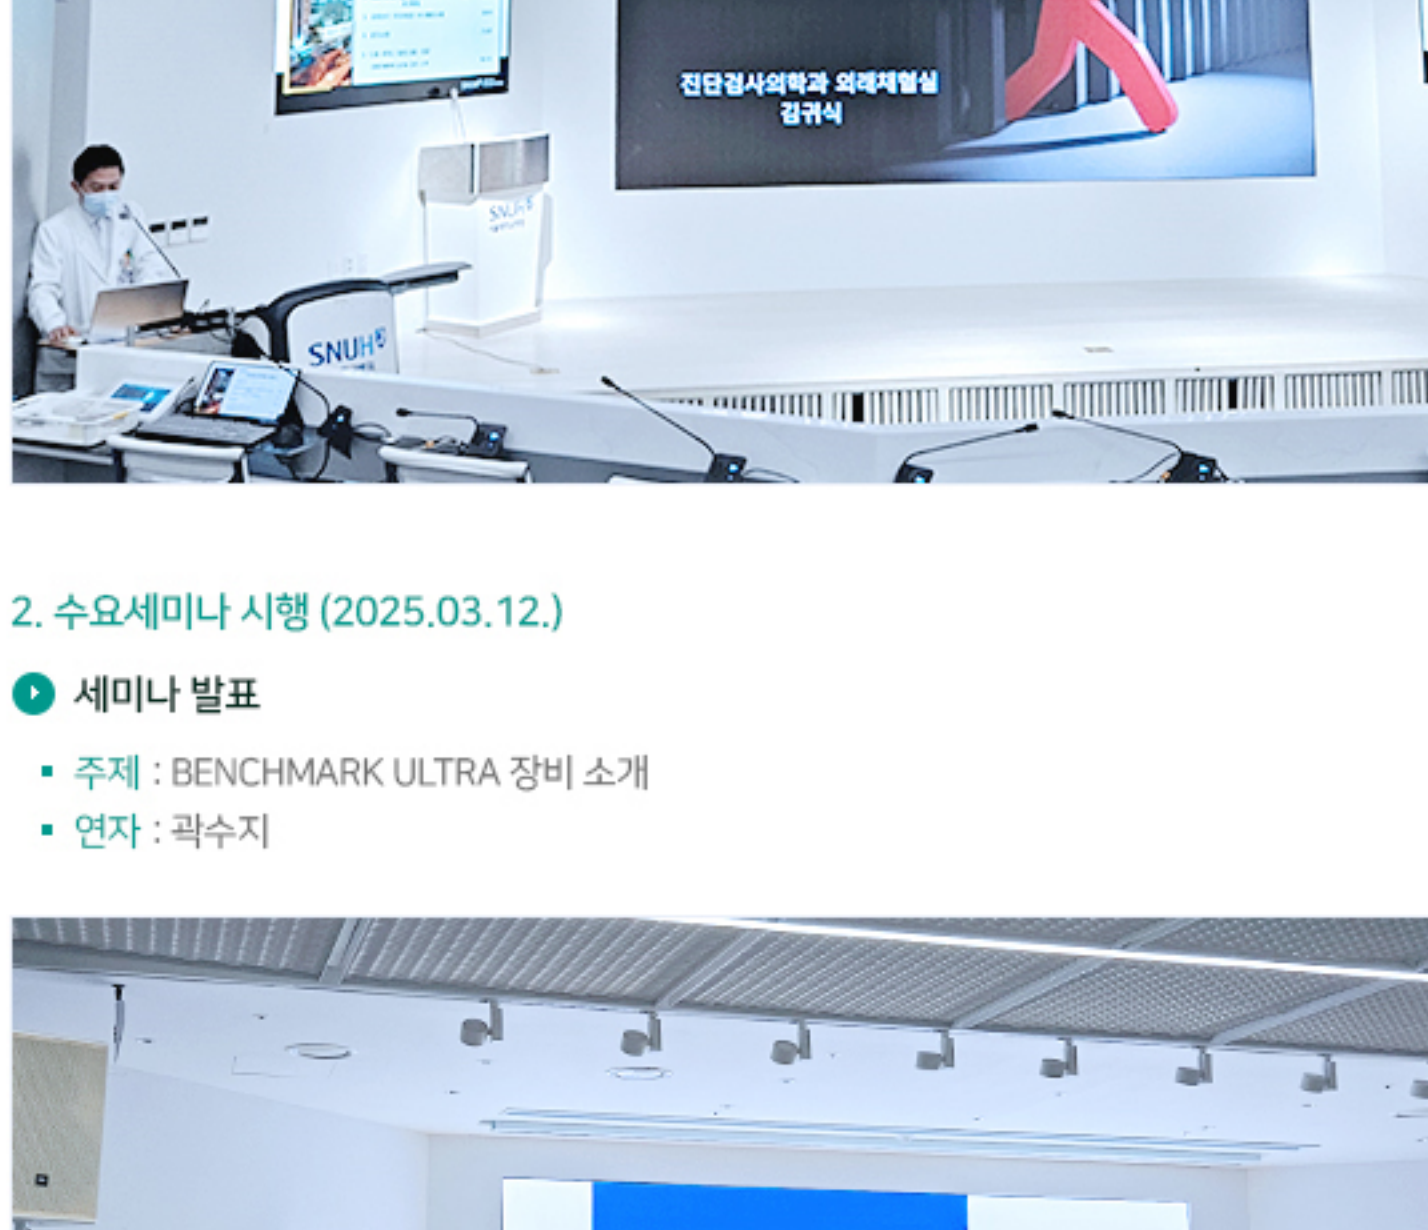 진단검사의학과 외래채혈실
김귀식
SNUH
SNUH
2. 수요세미나 시행 (2025.03.12.)
세미나 발표
주제 : BENCHMARK ULTRA 장비 소개
연자 : 곽수지